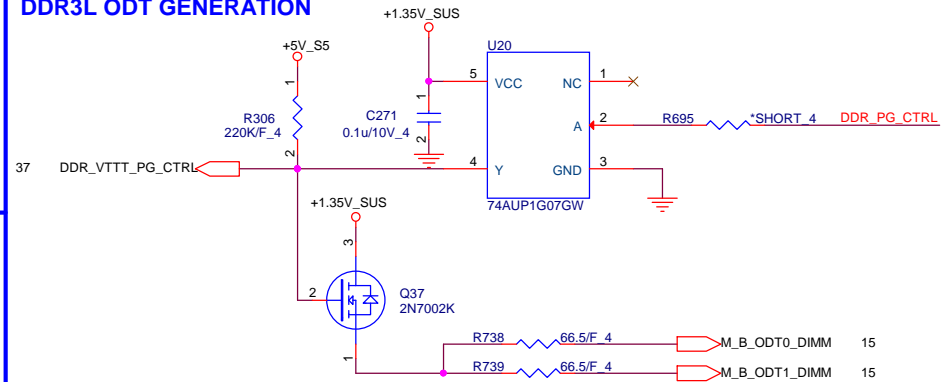 DDR3L ODT GENERATION
+1.35V_SUS
+5V_S5
U20
1
5
VCC
NC
1
R306
220K/F_4
C271
0.1u/10V_4
1
2
A
2
R695
*SHORT_4
DDR_PG_CTRL
2
37
DDR_VTTT_PG_CTRL
4
Y
GND
3
74AUP1G07GW
+1.35V_SUS
3
2
Q37
2N7002K
1
R738
66.5/F_4
M_B_ODT0_DIMM
15
R739
66.5/F_4
M_B_ODT1_DIMM
15